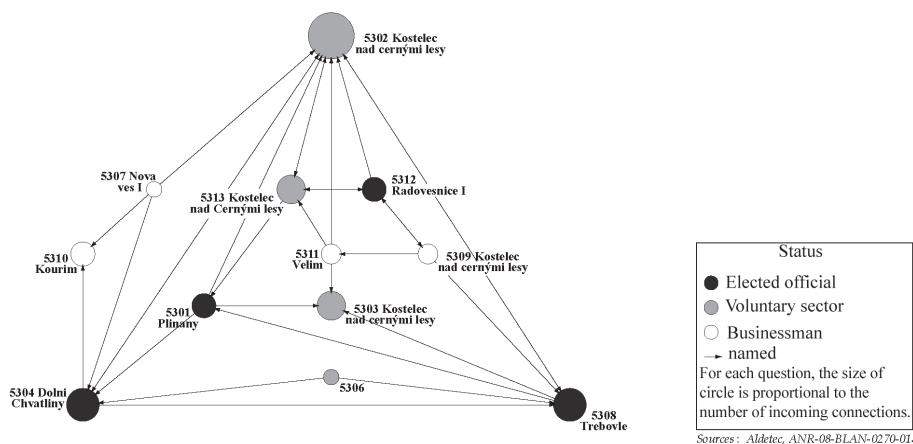 5302 Kostelec
nad cernými lesy
5307 Nova
ves I
5313 Kostelec
nad Cernými lesy
5312
Radovesnice I
5310
Kourim
5311
Velim
5309 Kostelec
nad cernými lesy
5301
Plinany
5303 Kostelec
nad cernými lesy
5304 Dolni
Chvatliny
5306
5308
Trebovle
Status
Elected official
Voluntary sector
Businessman
named
For each question, the size of
circle is proportional to the
number of incoming connections.
Sources : Aldetec, ANR-08-BLAN-0270-01.